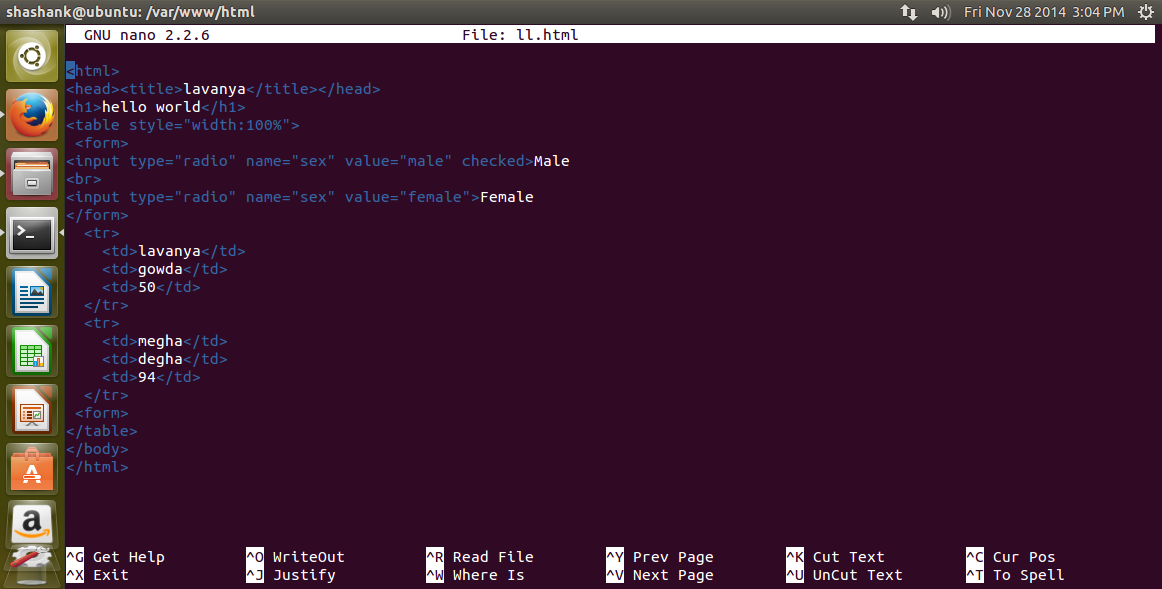 shashank@ubuntu: /var/www/html Fri Nov 28 2014 3:04 PM
GNU nano 2.2.6 File: ll.html
<html>
<head><title>lavanya</title></head>
<h1>hello world</h1>
<table style="width:100%">
 <form>
<input type="radio" name="sex" value="male" checked>Male
<br>
<input type="radio" name="sex" value="female">Female
</form>
  <tr>
    <td>lavanya</td>
    <td>gowda</td>
    <td>50</td>
  </tr>
  <tr>
    <td>megha</td>
    <td>degha</td>
    <td>94</td>
  </tr>
 <form>
</table>
</body>
</html>
^G Get Help ^O WriteOut ^R Read File ^Y Prev Page ^K Cut Text ^C Cur Pos
^X Exit ^J Justify ^W Where Is ^V Next Page ^U UnCut Text ^T To Spell